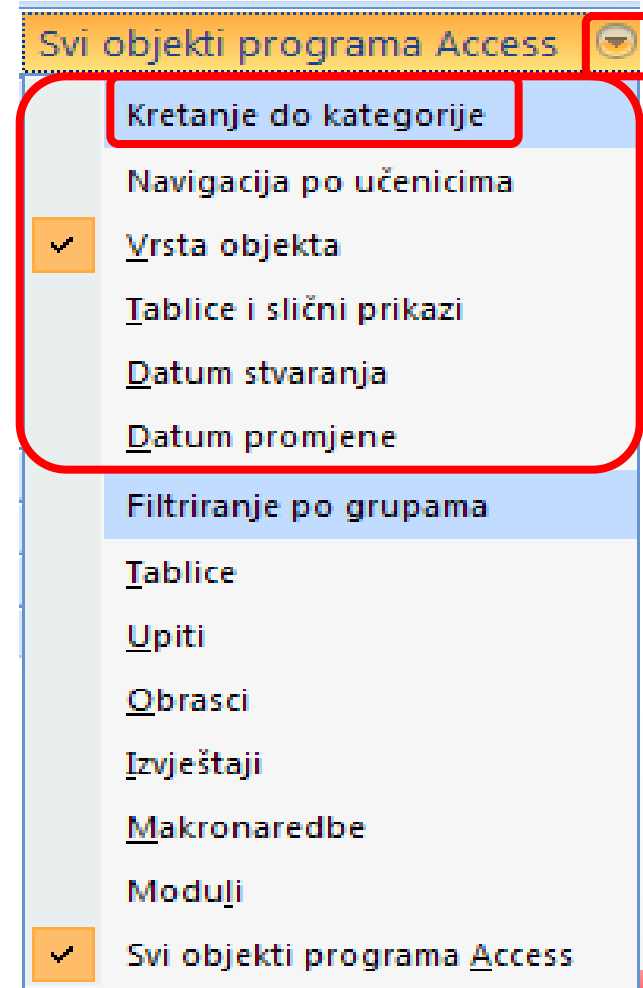 Svi objekti programa Access
Kretanje do kategorije
Navigacija po učenicima
Vrsta objekta
Tablice i slični prikazi
Datum stvaranja
Datum promjene
Filtriranje po grupama
Tablice
Upiti
Obrasci
Izvještaji
Makronaredbe
Moduli
Svi objekti programa Access